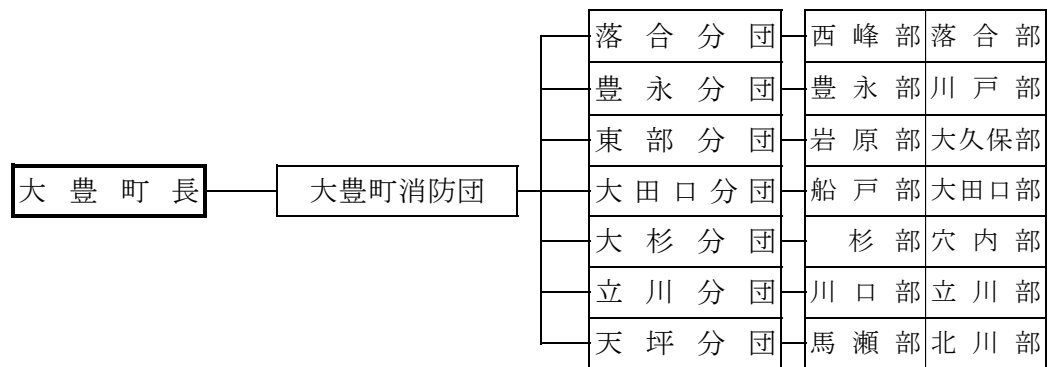 落合分団 西峰部 落合部
豊永分団 豊永部 川戸部
東部分団 岩原部 大久保部
大豊町長 大豊町消防団 大田口分団 船戸部 大田口部
大杉分団 杉部 穴内部
立川分団 川口部 立川部
天坪分団 馬瀬部 北川部